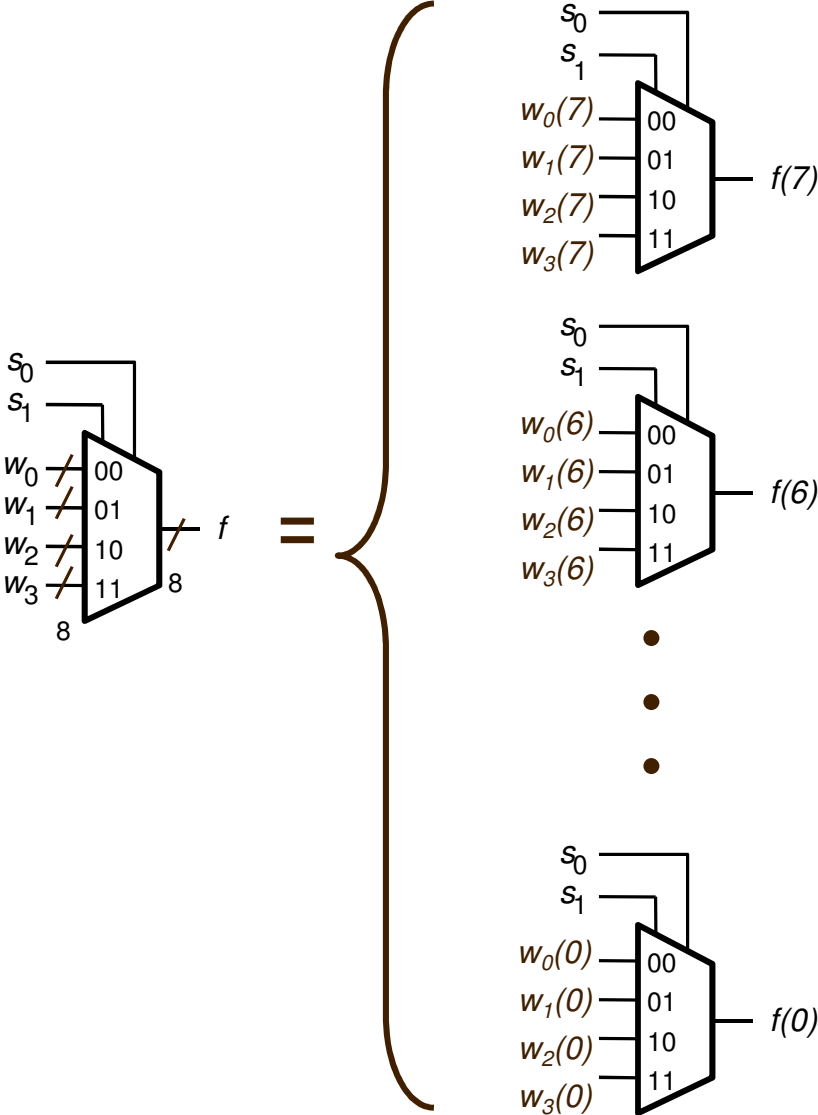 s0
s1
w0 00
w1 01
w2 10
w3 11
8
8
f
=
s0
s1
w0(7) 00
w1(7) 01
w2(7) 10
w3(7) 11
f(7)
s0
s1
w0(6) 00
w1(6) 01
w2(6) 10
w3(6) 11
f(6)
s0
s1
w0(0) 00
w1(0) 01
w2(0) 10
w3(0) 11
f(0)